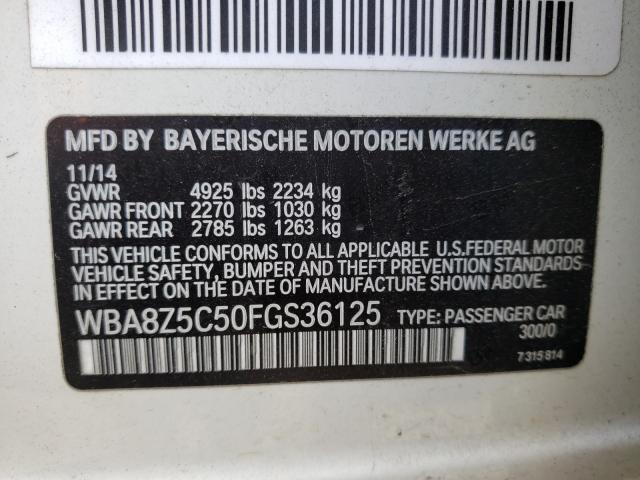 MFD BY BAYERISCHE MOTOREN WERKE AG
11/14
GVWR 4925 lbs 2234 kg
GAWR FRONT 2270 lbs 1030 kg
GAWR REAR 2785 lbs 1263 kg
THIS VEHICLE CONFORMS TO ALL APPLICABLE U.S.FEDERAL MOTOR
VEHICLE SAFETY, BUMPER AND THEFT PREVENTION STANDARDS
IN EFFECT ON THE DATE OF MANUFACTURE SHOWN ABOVE.
WBA8Z5C50FGS36125 TYPE: PASSENGER CAR
300/0
7315814